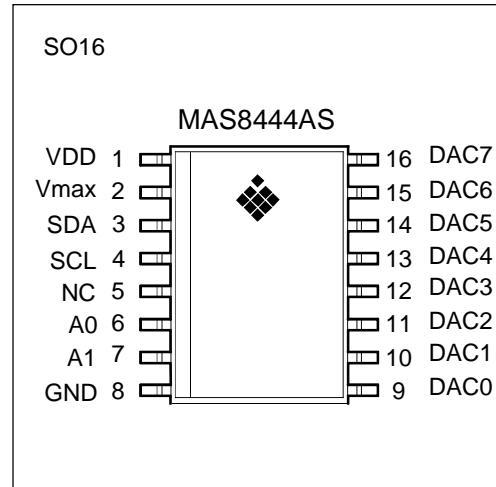 SO16
MAS8444AS
VDD 1 16 DAC7
Vmax 2 15 DAC6
SDA 3 14 DAC5
SCL 4 13 DAC4
NC 5 12 DAC3
A0 6 11 DAC2
A1 7 10 DAC1
GND 8 9 DAC0